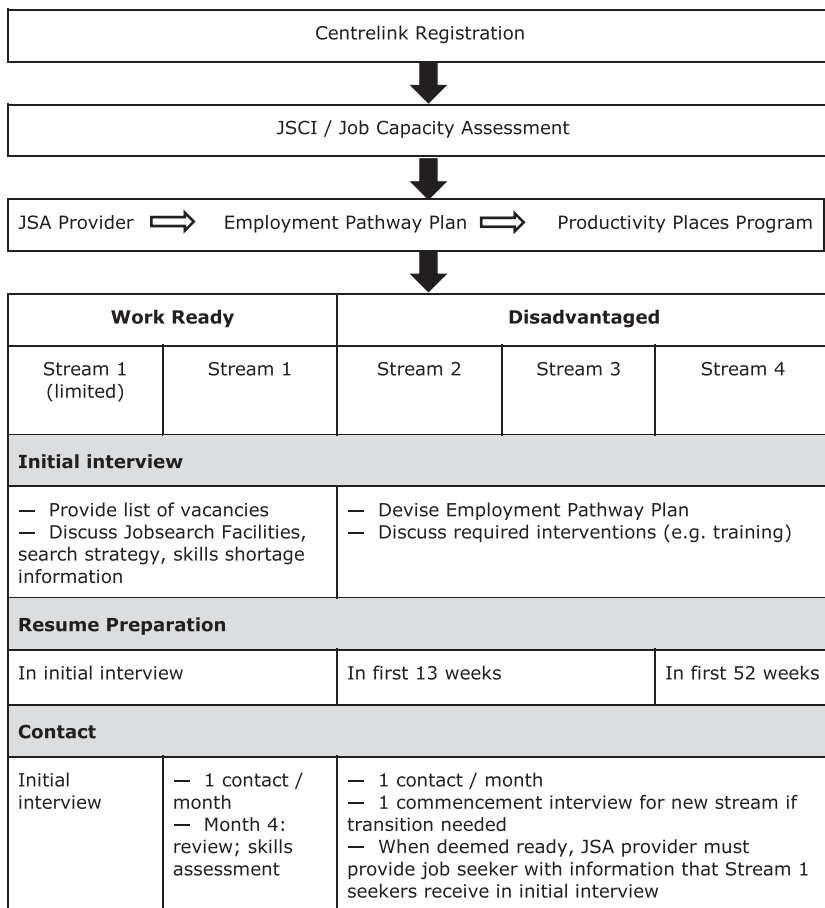 Centrelink Registration
JSCI / Job Capacity Assessment
JSA Provider Employment Pathway Plan Productivity Places Program
Work Ready Disadvantaged
Stream 1
(limited)
Stream 1
Stream 2
Stream 3
Stream 4
Initial interview
— Provide list of vacancies
— Discuss Jobsearch Facilities,
search strategy, skills shortage
information
— Devise Employment Pathway Plan
— Discuss required interventions (e.g. training)
Resume Preparation
In initial interview
In first 13 weeks
In first 52 weeks
Contact
Initial
interview
— 1 contact /
month
— Month 4:
review; skills
assessment
— 1 contact / month
— 1 commencement interview for new stream if
transition needed
— When deemed ready, JSA provider must
provide job seeker with information that Stream 1
seekers receive in initial interview